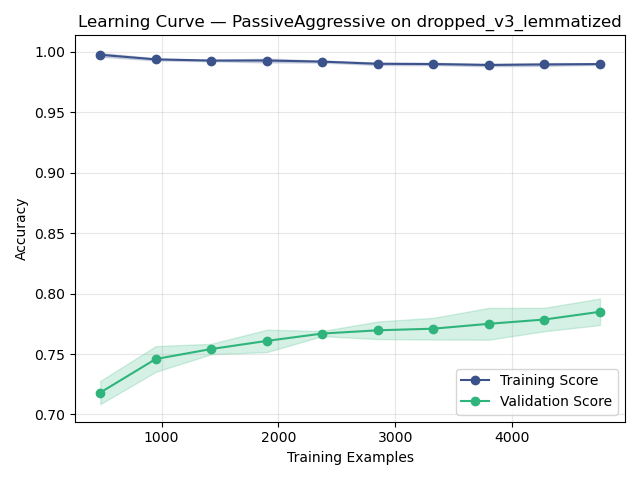 Learning Curve — PassiveAggressive on dropped_v3_lemmatized
1.00
0.95
0.90
0.85
0.80
0.75
0.70
Accuracy
1000
2000
3000
4000
Training Examples
Training Score
Validation Score